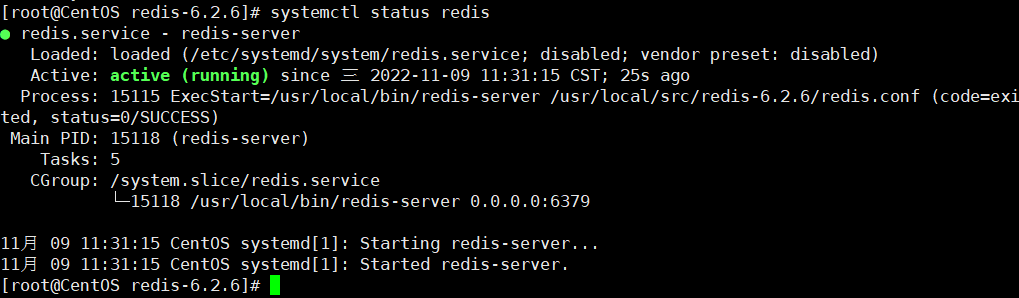 [root@CentOS redis-6.2.6]# systemctl status redis
● redis.service - redis-server
   Loaded: loaded (/etc/systemd/system/redis.service; disabled; vendor preset: disabled)
   Active: active (running) since 三 2022-11-09 11:31:15 CST; 25s ago
  Process: 15115 ExecStart=/usr/local/bin/redis-server /usr/local/src/redis-6.2.6/redis.conf (code=exi
ted, status=0/SUCCESS)
 Main PID: 15118 (redis-server)
    Tasks: 5
   CGroup: /system.slice/redis.service
           └─15118 /usr/local/bin/redis-server 0.0.0.0:6379

11月 09 11:31:15 CentOS systemd[1]: Starting redis-server...
11月 09 11:31:15 CentOS systemd[1]: Started redis-server.
[root@CentOS redis-6.2.6]#